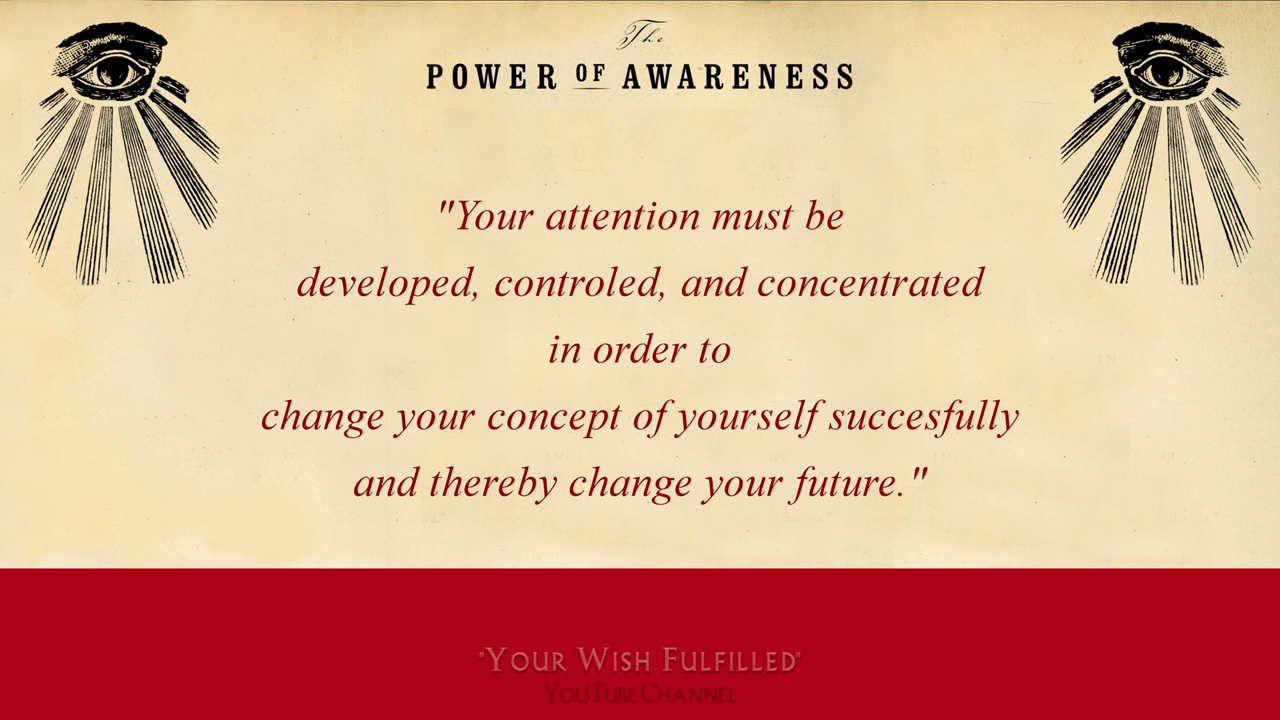 The
POWER OF AWARENESS
"Your attention must be
developed, controled, and concentrated
in order to
change your concept of yourself succesfully
and thereby change your future."
"Your Wish Fulfilled"
YouTube Channel